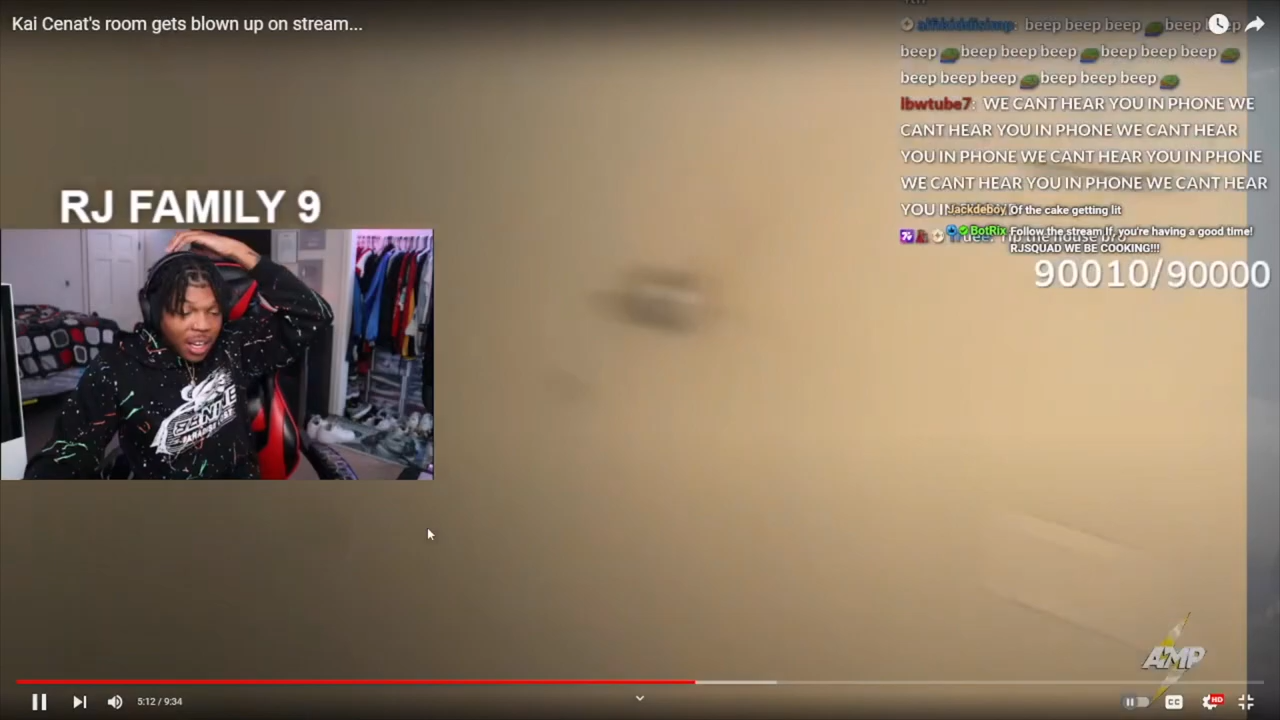 Kai Cenat's room gets blown up on stream...
beep beep beep beep beep
beep beep beep beep beep beep beep
beep beep beep beep beep beep
lbwtube7: WE CANT HEAR YOU IN PHONE WE
CANT HEAR YOU IN PHONE WE CANT HEAR
YOU IN PHONE WE CANT HEAR YOU IN PHONE
WE CANT HEAR YOU IN PHONE WE CANT HEAR
YOU
Jackdeboy Of the cake getting lit
BotRix Follow the stream If, you're having a good time!
RJSQUAD WE BE COOKING!!!
90010/90000
RJ FAMILY 9
AMP
5:12 / 9:34
CC
HD